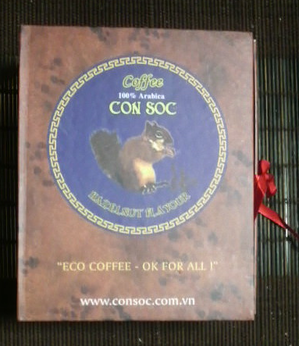 Coffee
100% Arabica
CON SOC
HAZELNUT FLAVOUR
"ECO COFFEE - OK FOR ALL !"
www.consoc.com.vn